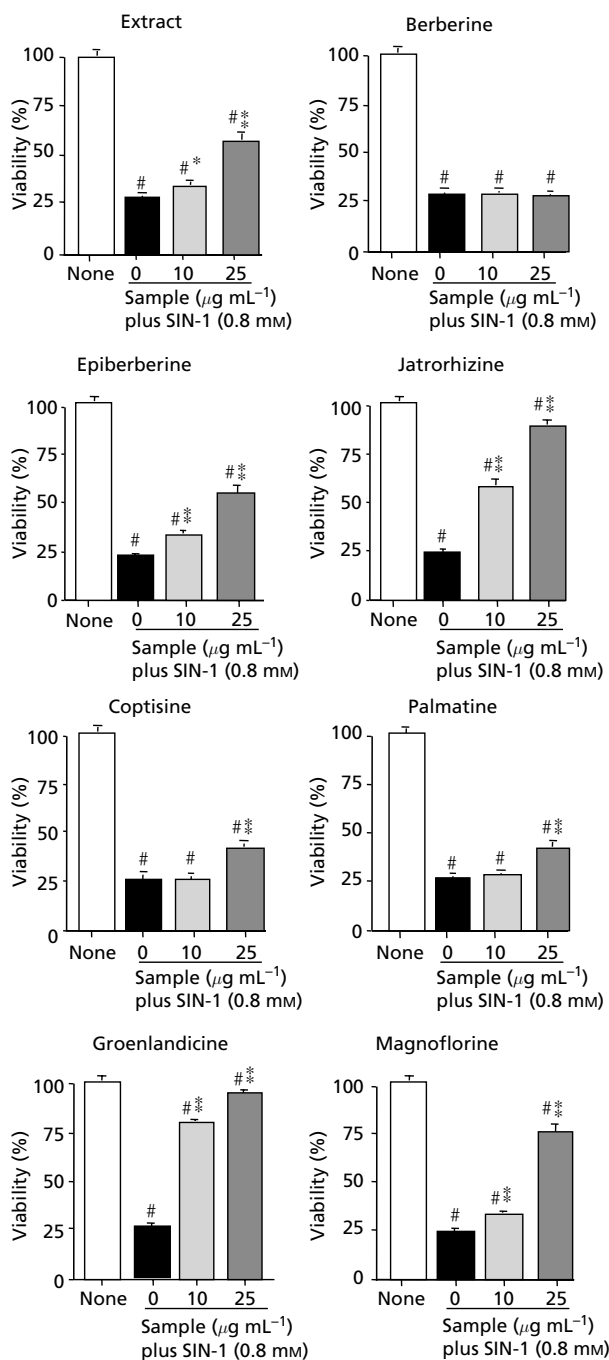 Extract
Viability (%)
100
75
50
25
0
#
# *
# **
None 0 10 25
Sample (μg mL⁻¹)
plus SIN-1 (0.8 mM)
Berberine
Viability (%)
100
75
50
25
0
# # #
None 0 10 25
Sample (μg mL⁻¹)
plus SIN-1 (0.8 mM)
Epiberberine
Viability (%)
100
75
50
25
0
#
# **
# **
None 0 10 25
Sample (μg mL⁻¹)
plus SIN-1 (0.8 mM)
Jatrorhizine
Viability (%)
100
75
50
25
0
#
# **
# **
None 0 10 25
Sample (μg mL⁻¹)
plus SIN-1 (0.8 mM)
Coptisine
Viability (%)
100
75
50
25
0
# #
# **
None 0 10 25
Sample (μg mL⁻¹)
plus SIN-1 (0.8 mM)
Palmatine
Viability (%)
100
75
50
25
0
# #
# **
None 0 10 25
Sample (μg mL⁻¹)
plus SIN-1 (0.8 mM)
Groenlandicine
Viability (%)
100
75
50
25
0
#
# **
# **
None 0 10 25
Sample (μg mL⁻¹)
plus SIN-1 (0.8 mM)
Magnoflorine
Viability (%)
100
75
50
25
0
#
# **
# **
None 0 10 25
Sample (μg mL⁻¹)
plus SIN-1 (0.8 mM)